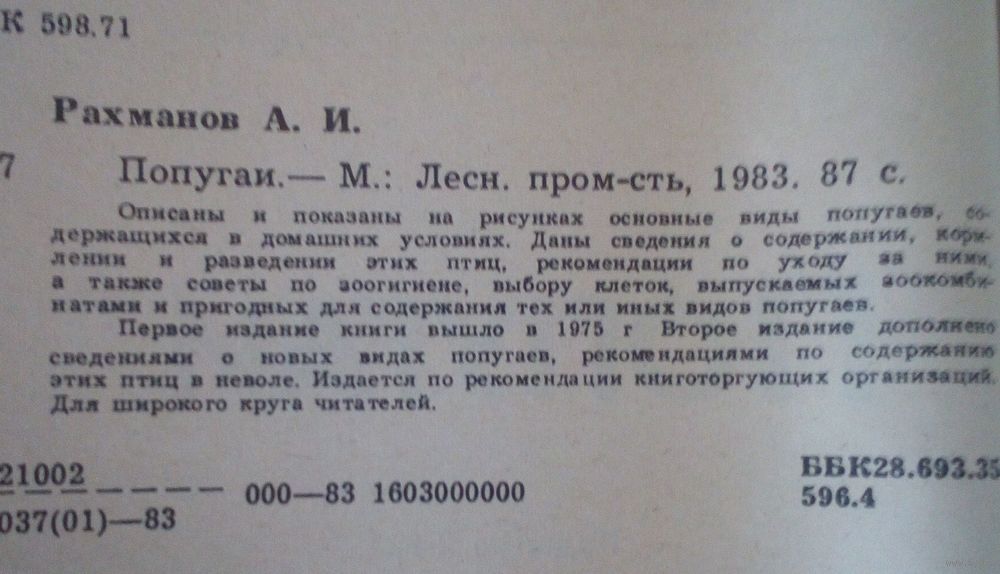 К 598.71
Рахманов А. И.
7
Попугаи.— М.: Лесн. пром-сть, 1983. 87 с.
Описаны и показаны на рисунках основные виды попугаев, со-
держащихся в домашних условиях. Даны сведения о содержании, корм-
лении и разведении этих птиц, рекомендации по уходу за ними,
а также советы по зоогигиене, выбору клеток, выпускаемых зоокомби-
натами и пригодных для содержания тех или иных видов попугаев.
Первое издание книги вышло в 1975 г Второе издание дополнено
сведениями о новых видах попугаев, рекомендациями по содержанию
этих птиц в неволе. Издается по рекомендации книготоргующих организаций.
Для широкого круга читателей.
21002
037(01)—83
000—83 1603000000
ББК28.693.35
596.4